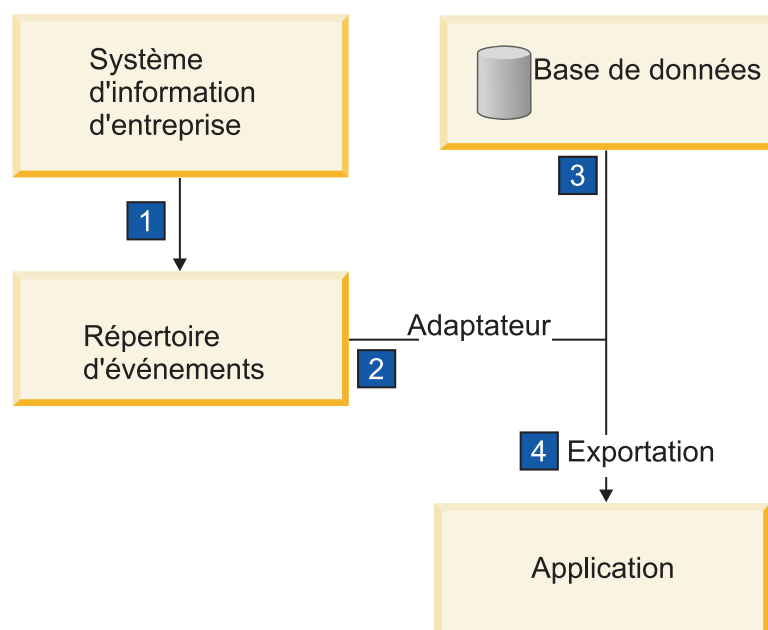 Système
d'information
d'entreprise
Base de données
1
3
Répertoire
d'événements
Adaptateur
2
4 Exportation
Application